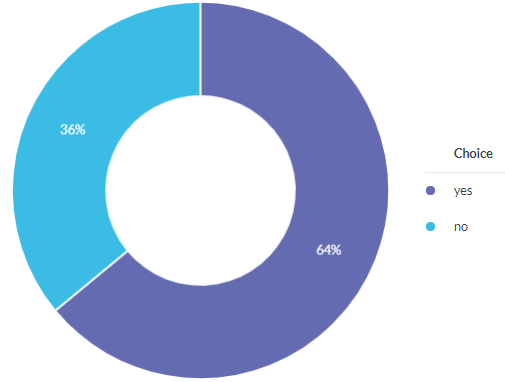 36%
64%
Choice
yes
no